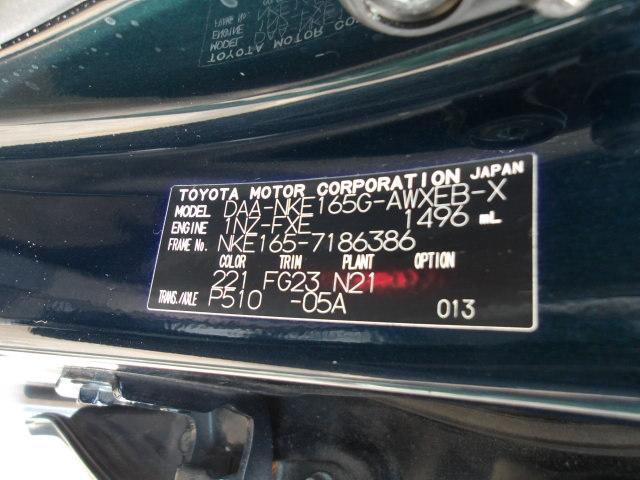 TOYOTA MOTOR CORPORATION JAPAN
MODEL DAA-NKE165G-AWXEB-X
ENGINE 1NZ-FXE 1496 mL
FRAME No. NKE165-7186386
COLOR TRIM PLANT OPTION
221 FG23 N21
TRANS./AXLE P510 -05A 013